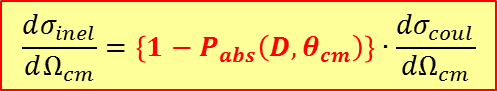 dσ_inel/dΩ_cm = {1 − P_abs(D, θ_cm)} · dσ_coul/dΩ_cm